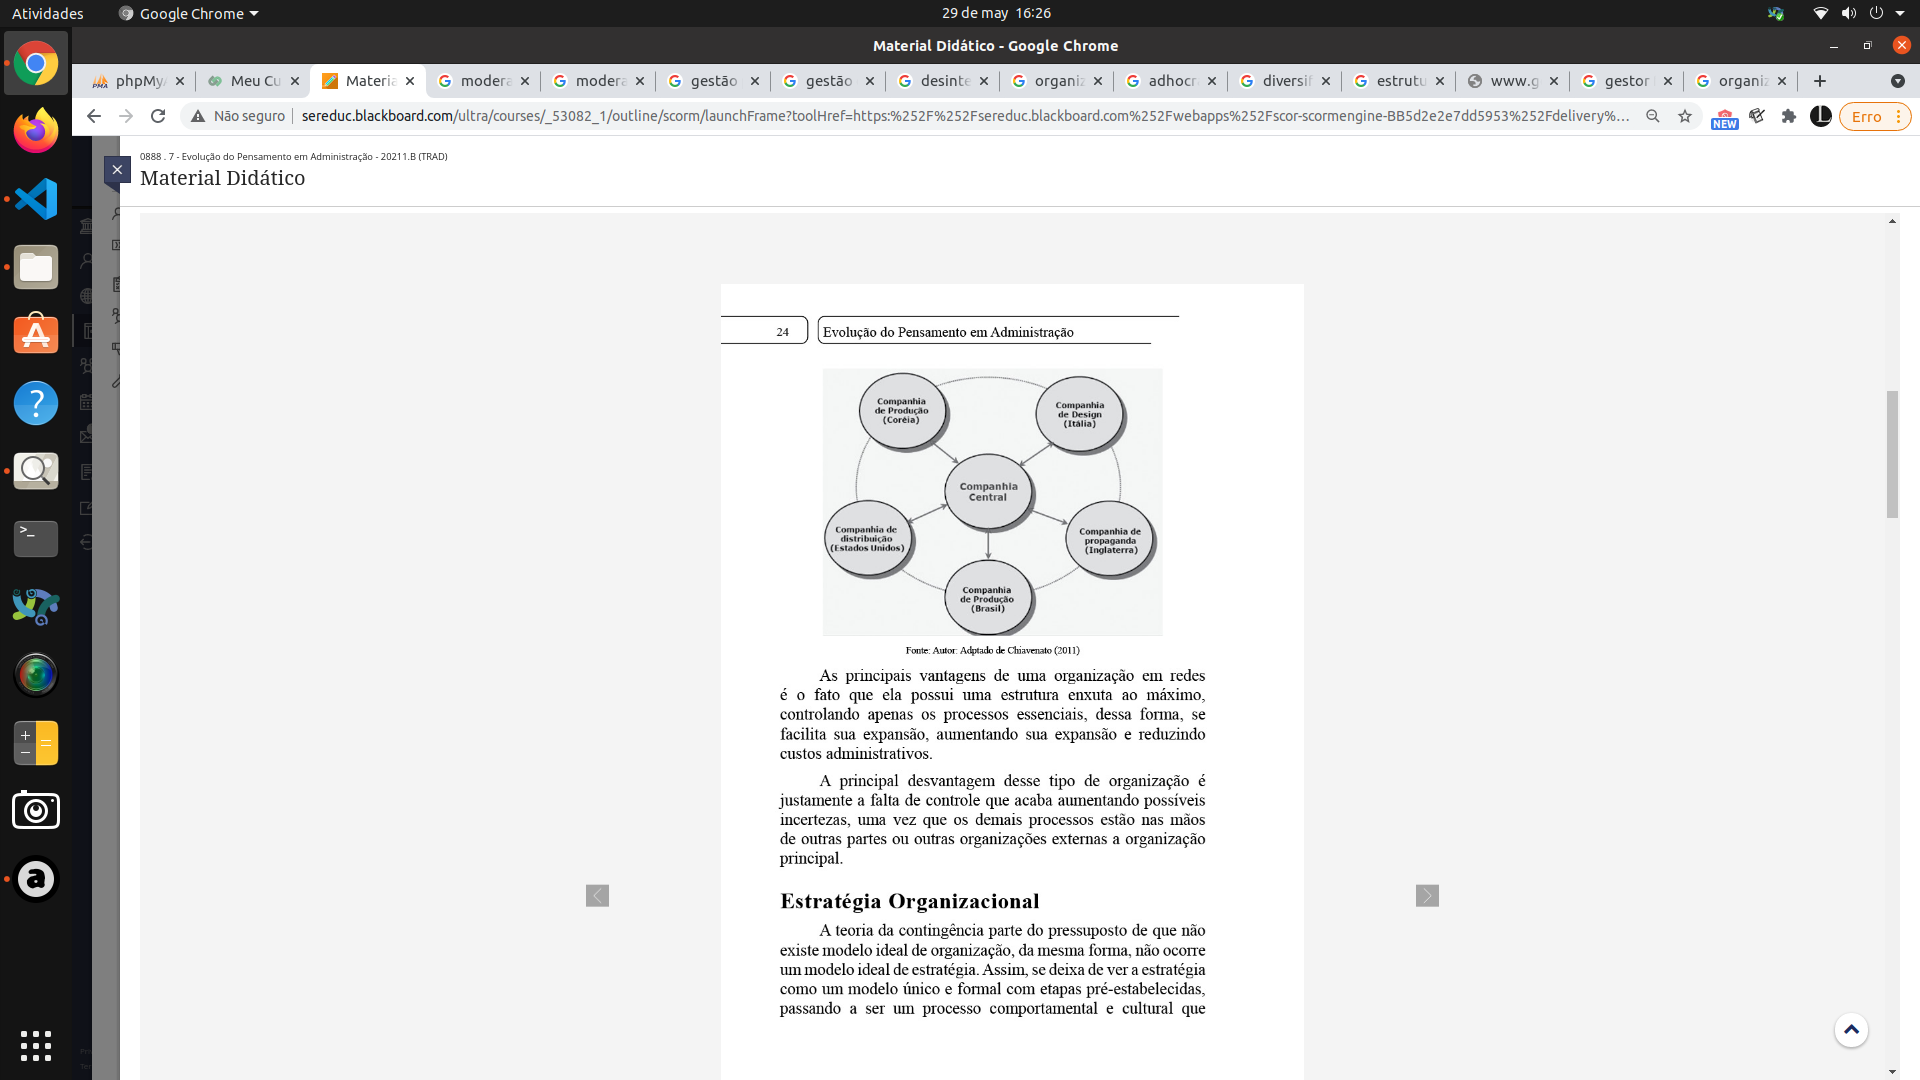 Atividades
Google Chrome
29 de may 16:26
Material Didático - Google Chrome
phpMy
Meu Cu
Materia
modera
modera
gestão
gestão
desinte
organiz
adhocr
diversif
estrutu
www.g
gestor
organiz
Não seguro
sereduc.blackboard.com/ultra/courses/_53082_1/outline/scorm/launchFrame?toolHref=https:%252F%252Fsereduc.blackboard.com%252Fwebapps%252Fscor-scormengine-BB5d2e2e7dd5953%252Fdelivery%...
NEW
Erro
0888 . 7 - Evolução do Pensamento em Administração - 20211.B (TRAD)
Material Didático
24
Evolução do Pensamento em Administração
Companhia
de Produção
(Coréia)
Companhia
de Design
(Itália)
Companhia
Central
Companhia de
distribuição
(Estados Unidos)
Companhia de
propaganda
(Inglaterra)
Companhia
de Produção
(Brasil)
Fonte: Autor: Adptado de Chiavenato (2011)
As principais vantagens de uma organização em redes
é o fato que ela possui uma estrutura enxuta ao máximo,
controlando apenas os processos essenciais, dessa forma, se
facilita sua expansão, aumentando sua expansão e reduzindo
custos administrativos.
A principal desvantagem desse tipo de organização é
justamente a falta de controle que acaba aumentando possíveis
incertezas, uma vez que os demais processos estão nas mãos
de outras partes ou outras organizações externas a organização
principal.
Estratégia Organizacional
A teoria da contingência parte do pressuposto de que não
existe modelo ideal de organização, da mesma forma, não ocorre
um modelo ideal de estratégia. Assim, se deixa de ver a estratégia
como um modelo único e formal com etapas pré-estabelecidas,
passando a ser um processo comportamental e cultural que